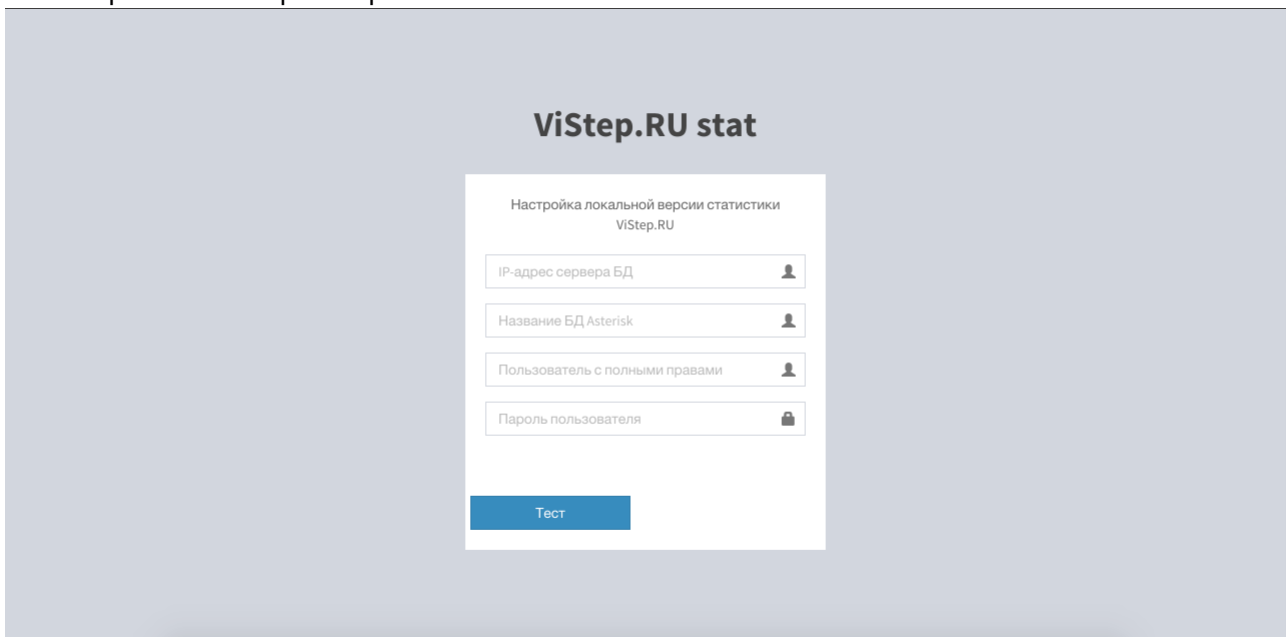 ViStep.RU stat
Настройка локальной версии статистики
ViStep.RU
IP-адрес сервера БД
Название БД Asterisk
Пользователь с полными правами
Пароль пользователя
Тест